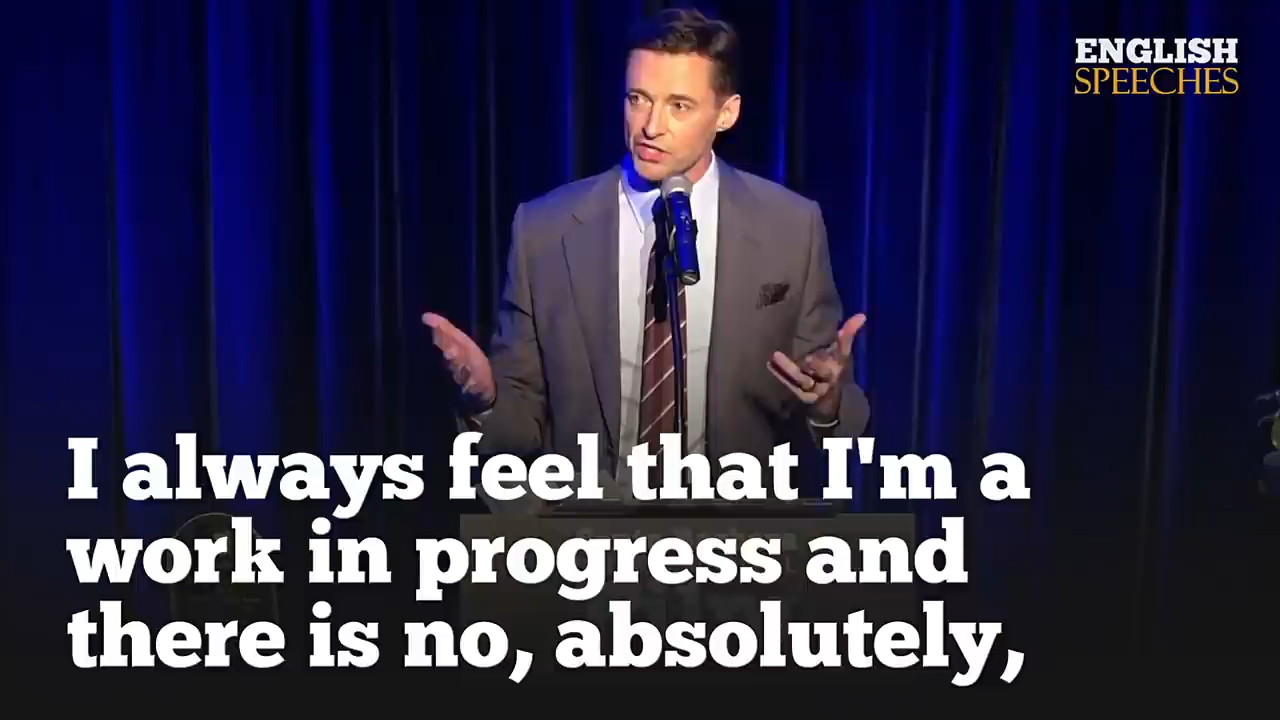 ENGLISH
SPEECHES
I always feel that I'm a
work in progress and
there is no, absolutely,